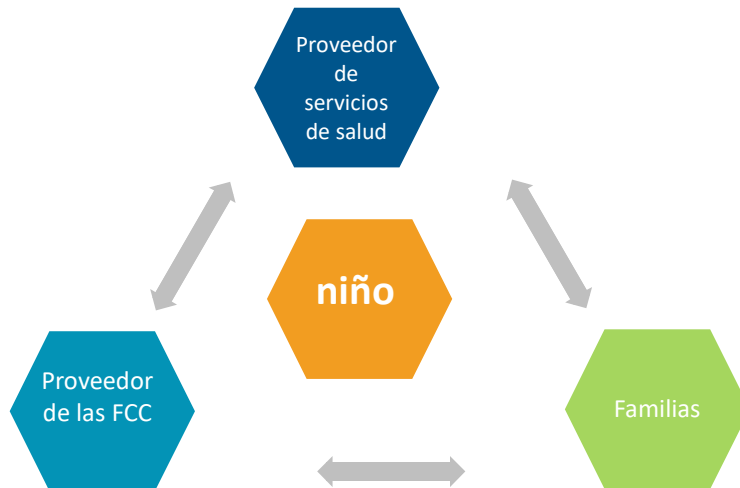 Proveedor
de
servicios
de salud
niño
Proveedor
de las FCC
Familias